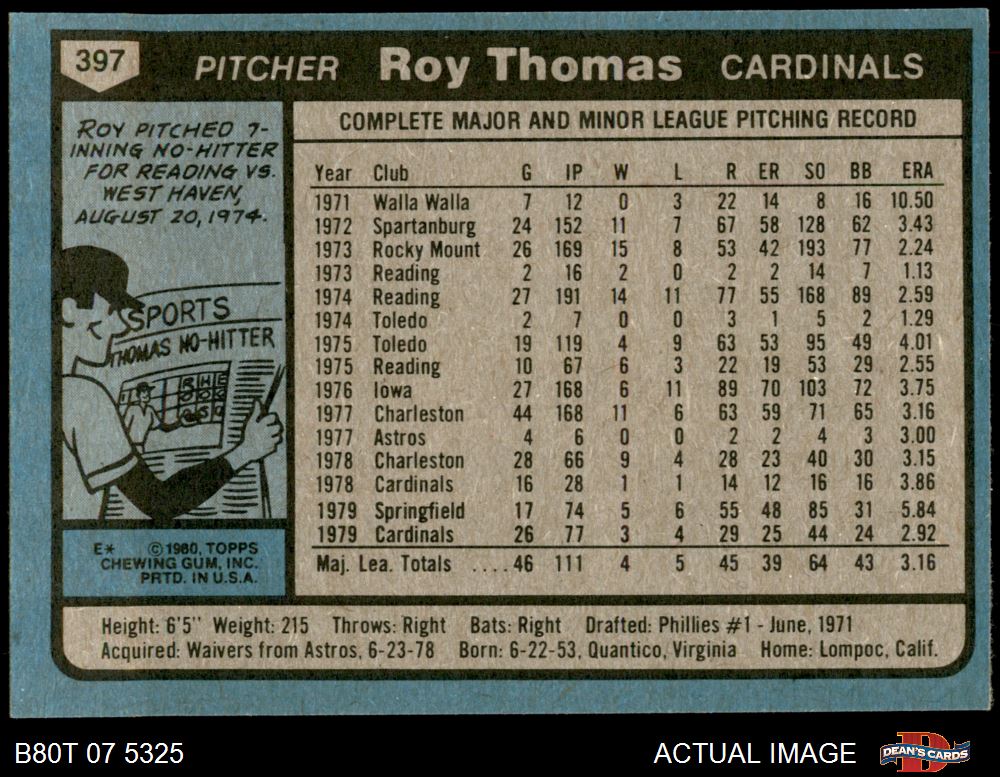 397 PITCHER Roy Thomas CARDINALS
ROY PITCHED 7-
INNING NO-HITTER
FOR READING VS.
WEST HAVEN,
AUGUST 20, 1974.
SPORTS
THOMAS NO-HITTER
R H E
E* © 1980, TOPPS
CHEWING GUM, INC.
PRTD. IN U.S.A.
COMPLETE MAJOR AND MINOR LEAGUE PITCHING RECORD
Year Club G IP W L R ER SO BB ERA
1971 Walla Walla 7 12 0 3 22 14 8 16 10.50
1972 Spartanburg 24 152 11 7 67 58 128 62 3.43
1973 Rocky Mount 26 169 15 8 53 42 193 77 2.24
1973 Reading 2 16 2 0 2 2 14 7 1.13
1974 Reading 27 191 14 11 77 55 168 89 2.59
1974 Toledo 2 7 0 0 3 1 5 2 1.29
1975 Toledo 19 119 4 9 63 53 95 49 4.01
1975 Reading 10 67 6 3 22 19 53 29 2.55
1976 Iowa 27 168 6 11 89 70 103 72 3.75
1977 Charleston 44 168 11 6 63 59 71 65 3.16
1977 Astros 4 6 0 0 2 2 4 3 3.00
1978 Charleston 28 66 9 4 28 23 40 30 3.15
1978 Cardinals 16 28 1 1 14 12 16 16 3.86
1979 Springfield 17 74 5 6 55 48 85 31 5.84
1979 Cardinals 26 77 3 4 29 25 44 24 2.92
Maj. Lea. Totals ....46 111 4 5 45 39 64 43 3.16
Height: 6'5" Weight: 215 Throws: Right Bats: Right Drafted: Phillies #1 - June, 1971
Acquired: Waivers from Astros, 6-23-78 Born: 6-22-53, Quantico, Virginia Home: Lompoc, Calif.
B80T 07 5325 ACTUAL IMAGE DEAN'S CARDS